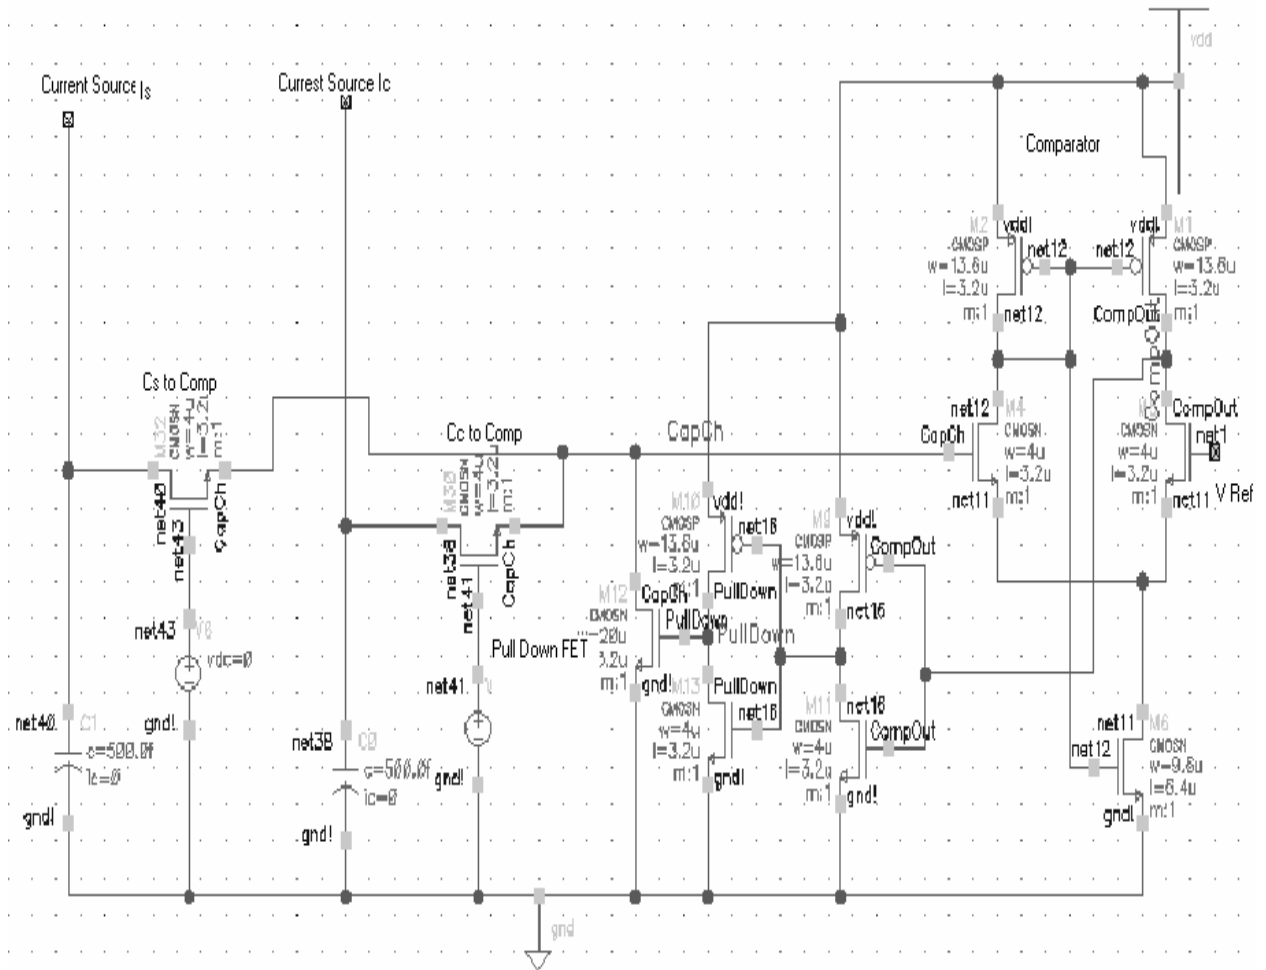 vdd
Current Source Is
Currest Source Ic
Comparator
M2
vdd!
CMOSP
w=13.6u
l=3.2u
m:1
net12
net12
vdd!
M1
CMOSP
w=13.6u
l=3.2u
m:1
net12
CompOut
CompOut
Cs to Comp
M32
CMOSN
w=4u
l=3.2u
m:1
net40
net43
CapCh
Cc to Comp
M30
CMOSN
w=4u
l=3.2u
m:1
net38
net41
CapCh
CapCh
net12
M4
CapCh
CMOSN
w=4u
l=3.2u
m:1
net11
CompOut
net1
CMOSN
w=4u
l=3.2u
m:1
net11
V Ref
M10
vdd!
CMOSP
w=13.6u
l=3.2u
m:1
net16
PullDown
M9
vdd!
CMOSP
w=13.6u
l=3.2u
m:1
CompOut
net16
M12
CapCh
CMOSN
=20u
3.2u
m:1
PullDown
PullDown
gnd!
Pull Down FET
M13
PullDown
net16
CMOSN
w=4u
l=3.2u
m:1
gnd!
M11
net16
CMOSN
w=4u
l=3.2u
m:1
CompOut
gnd!
net43
V6
vdc=0
gnd!
net41
gnd!
net40
C1
c=500.0f
ic=0
gnd!
net38
C0
c=500.0f
ic=0
gnd!
net11
M6
net12
CMOSN
w=9.6u
l=6.4u
m:1
gnd!
gnd